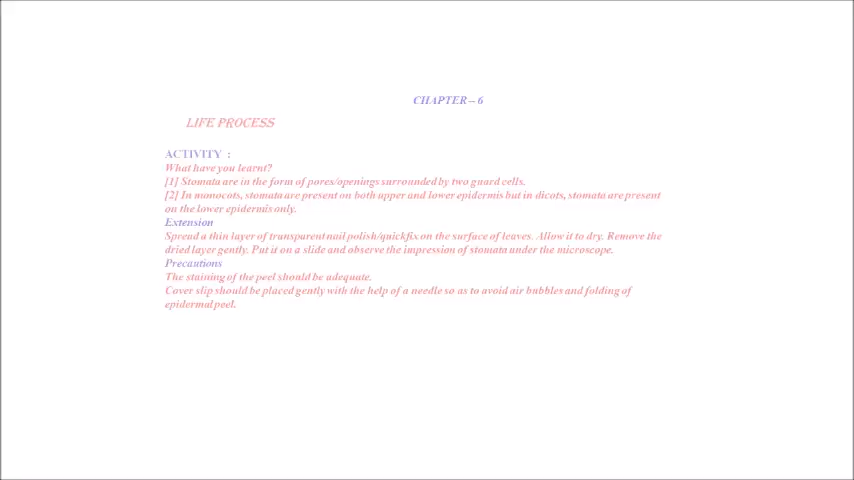 CHAPTER – 6
LIFE PROCESS
ACTIVITY :
What have you learnt?
[1] Stomata are in the form of pores/openings surrounded by two guard cells.
[2] In monocots, stomata are present on both upper and lower epidermis but in dicots, stomata are present
on the lower epidermis only.
Extension
Spread a thin layer of transparent nail polish/quickfix on the surface of leaves. Allow it to dry. Remove the
dried layer gently. Put it on a slide and observe the impression of stomata under the microscope.
Precautions
The staining of the peel should be adequate.
Cover slip should be placed gently with the help of a needle so as to avoid air bubbles and folding of
epidermal peel.